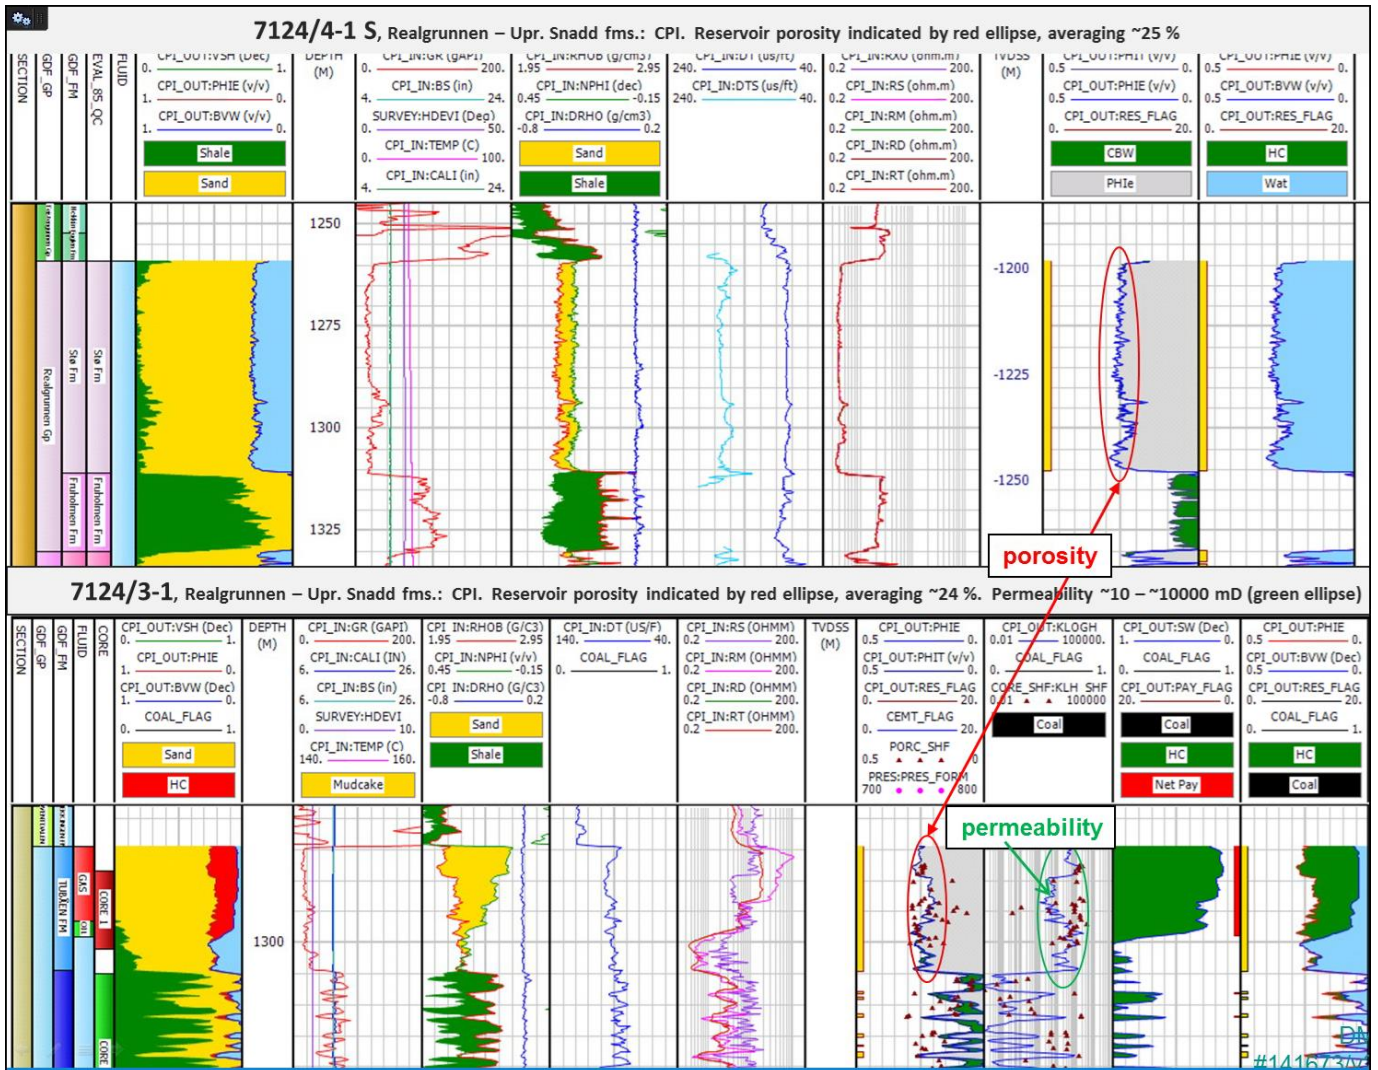 7124/4-1 S, Realgrunnen – Upr. Snadd fms.: CPI. Reservoir porosity indicated by red ellipse, averaging ~25 %
SECTION
GDF_GP
GDF_FM
EVAL_85_QC
FLUID
CPI_OUT:VSH (Dec)
0. 1.
CPI_OUT:PHIE (v/v)
1. 0.
CPI_OUT:BVW (v/v)
1. 0.
Shale
Sand
DEPTH
(M)
CPI_IN:GR (gAPI)
0. 200.
CPI_IN:BS (in)
4. 24.
SURVEY:HDEVI (Deg)
0. 50.
CPI_IN:TEMP (C)
0. 100.
CPI_IN:CALI (in)
4. 24.
CPI_IN:RHOB (g/cm3)
1.95 2.95
CPI_IN:NPHI (dec)
0.45 -0.15
CPI_IN:DRHO (g/cm3)
-0.8 0.2
Sand
Shale
CPI_IN:DT (us/ft)
240. 40.
CPI_IN:DTS (us/ft)
240. 40.
CPI_IN:RXO (ohm.m)
0.2 200.
CPI_IN:RS (ohm.m)
0.2 200.
CPI_IN:RM (ohm.m)
0.2 200.
CPI_IN:RD (ohm.m)
0.2 200.
CPI_IN:RT (ohm.m)
0.2 200.
TVDSS
(M)
CPI_OUT:PHIT (v/v)
0.5 0.
CPI_OUT:PHIE (v/v)
0.5 0.
CPI_OUT:RES_FLAG
0. 20.
CBW
PHIe
CPI_OUT:PHIE (v/v)
0.5 0.
CPI_OUT:BVW (v/v)
0.5 0.
CPI_OUT:RES_FLAG
0. 20.
HC
Wat
Realgrunnen Gp
Stø Fm
Stø Fm
Fruholmen Fm
Fruholmen Fm
1250
1275
1300
1325
-1200
-1225
-1250
porosity
7124/3-1, Realgrunnen – Upr. Snadd fms.: CPI. Reservoir porosity indicated by red ellipse, averaging ~24 %. Permeability ~10 – ~10000 mD (green ellipse)
SECTION
GDF_GP
GDF_FM
FLUID
CORE
CPI_OUT:VSH (Dec)
0. 1.
CPI_OUT:PHIE
1. 0.
CPI_OUT:BVW (Dec)
1. 0.
COAL_FLAG
0. 1.
Sand
HC
DEPTH
(M)
CPI_IN:GR (GAPI)
0. 200.
CPI_IN:CALI (IN)
6. 26.
CPI_IN:BS (in)
6. 26.
SURVEY:HDEVI
0. 10.
CPI_IN:TEMP (C)
140. 160.
Mudcake
CPI_IN:RHOB (G/C3)
1.95 2.95
CPI_IN:NPHI (v/v)
0.45 -0.15
CPI_IN:DRHO (G/C3)
-0.8 0.2
Sand
Shale
CPI_IN:DT (US/F)
140. 40.
COAL_FLAG
0. 1.
CPI_IN:RS (OHMM)
0.2 200.
CPI_IN:RM (OHMM)
0.2 200.
CPI_IN:RD (OHMM)
0.2 200.
CPI_IN:RT (OHMM)
0.2 200.
TVDSS
(M)
CPI_OUT:PHIE
0.5 0.
CPI_OUT:PHIT (v/v)
0.5 0.
CPI_OUT:RES_FLAG
0. 20.
CEMT_FLAG
0. 20.
PORC_SHF
0.5 0
PRES:PRES_FORM
700 800
CPI_OUT:KLOGH
0.01 100000.
COAL_FLAG
0. 1.
CORE_SHF:KLH_SHF
0.01 100000
Coal
CPI_OUT:SW (Dec)
1. 0.
COAL_FLAG
0. 1.
CPI_OUT:PAY_FLAG
20. 0.
Coal
HC
Net Pay
CPI_OUT:PHIE
0.5 0.
CPI_OUT:BVW (Dec)
0.5 0.
CPI_OUT:RES_FLAG
0. 20.
COAL_FLAG
0. 1.
HC
Coal
TUBÅEN FM
GAS
OIL
CORE 1
CORE
1300
permeability
#141673/v